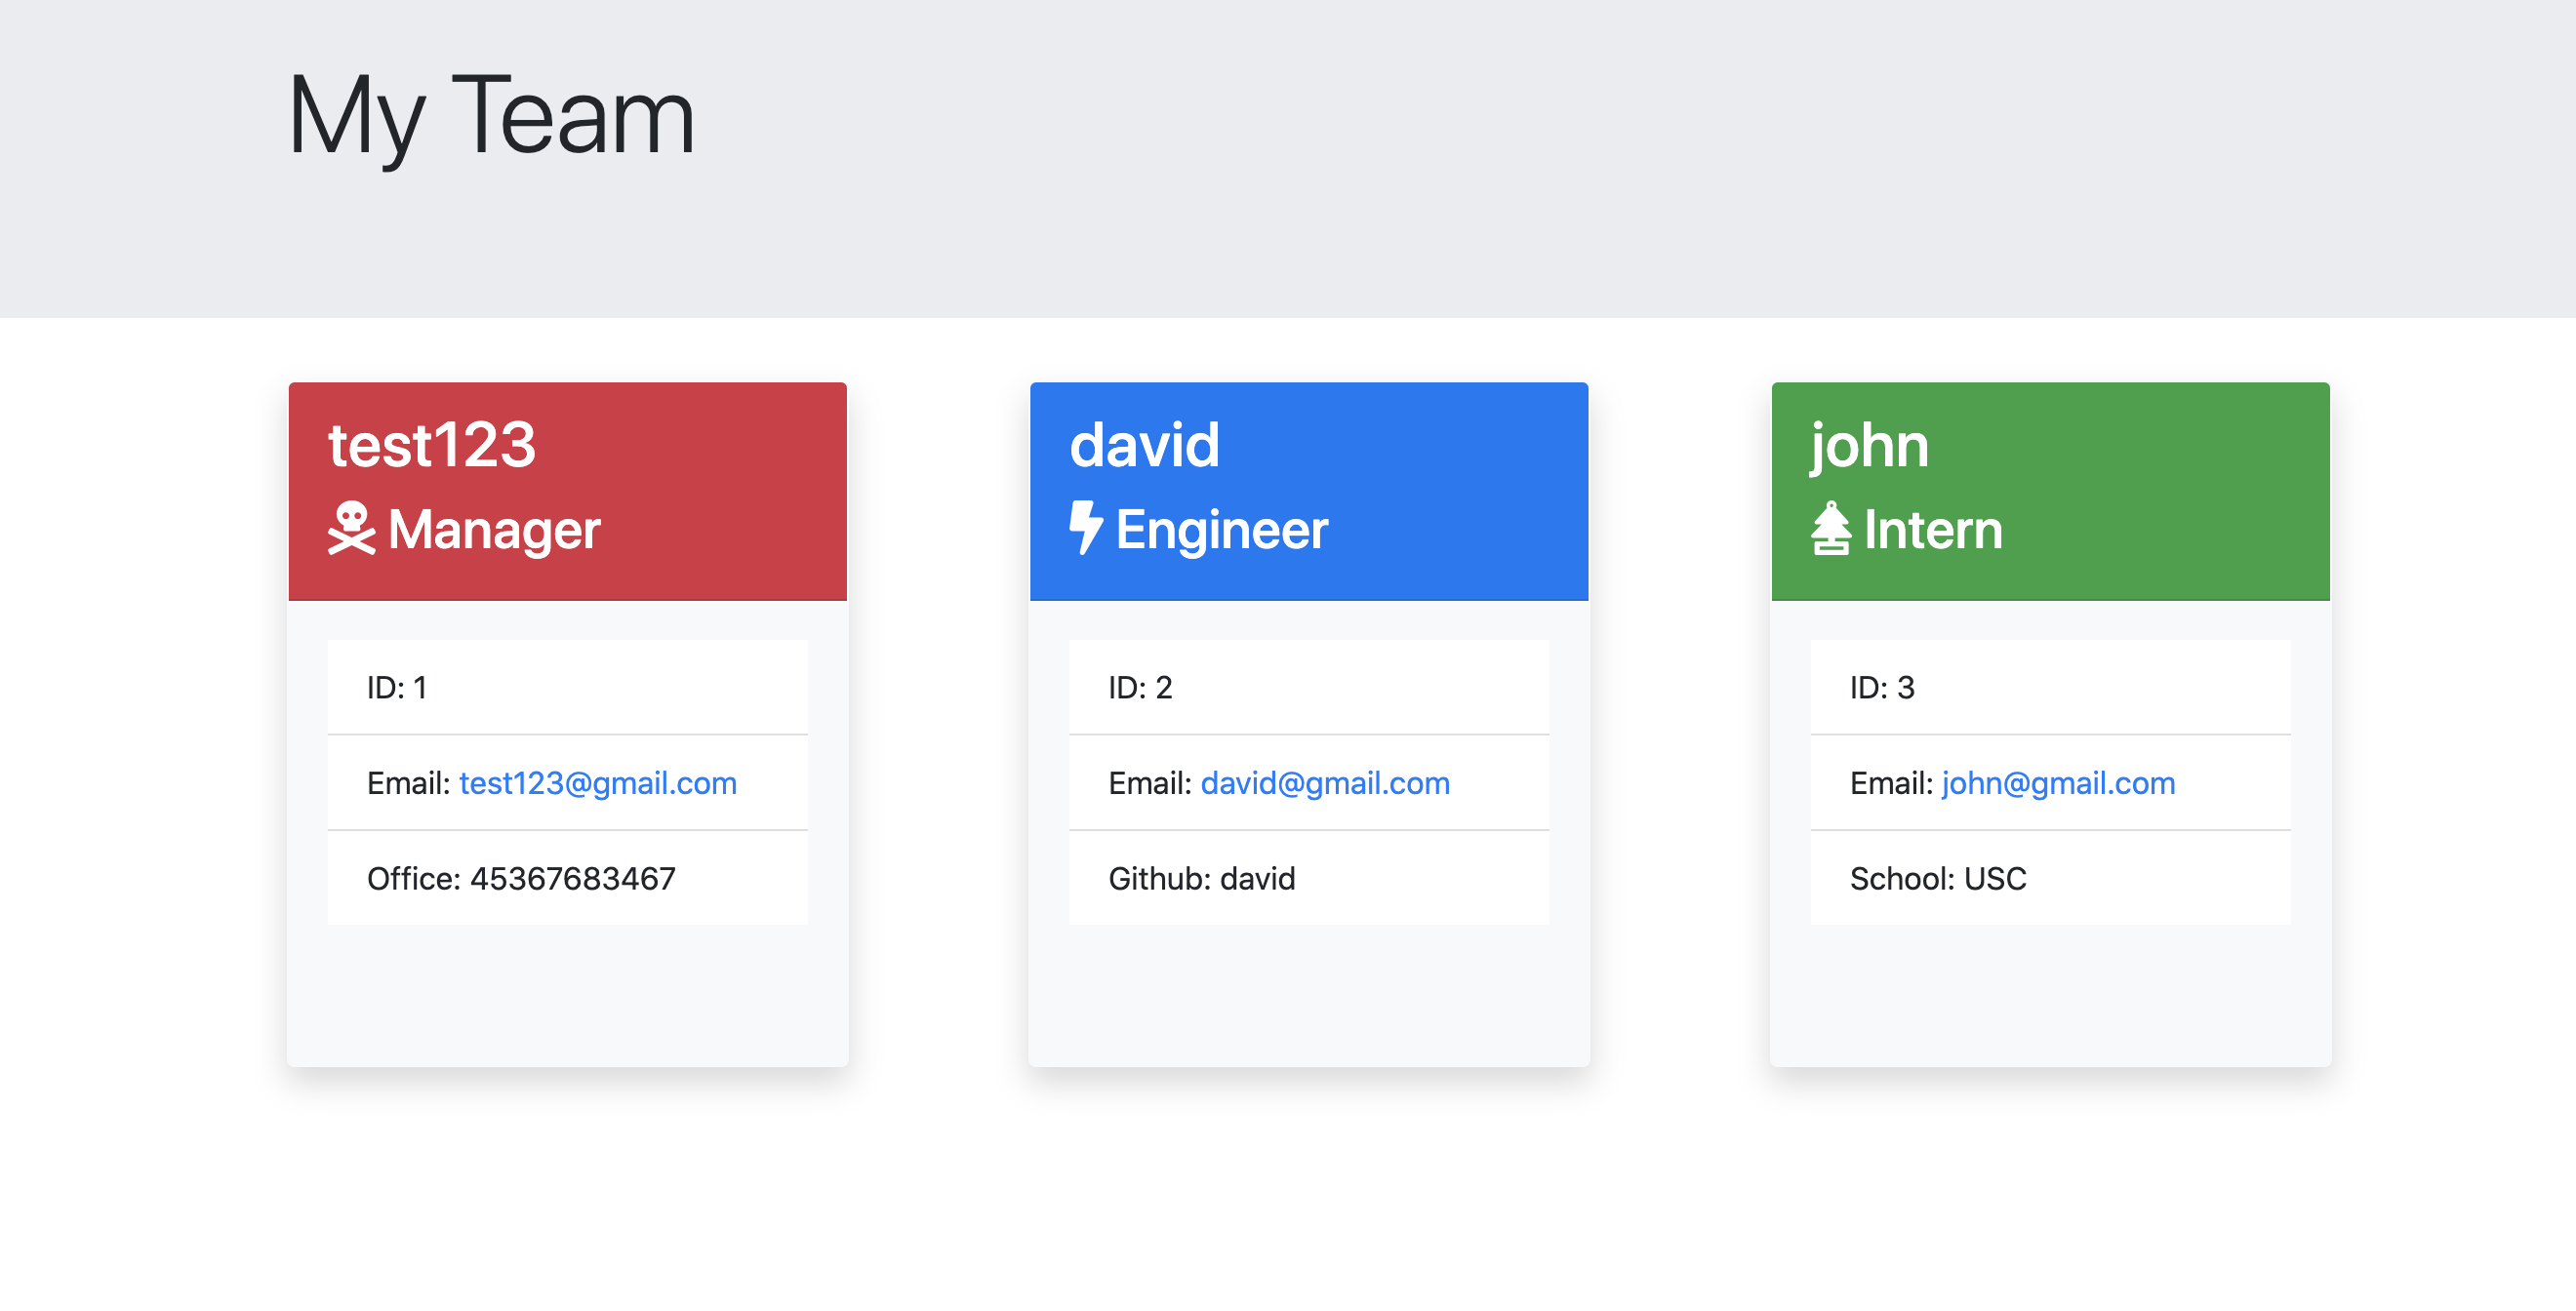 My Team
test123
Manager
ID: 1
Email: test123@gmail.com
Office: 45367683467
david
Engineer
ID: 2
Email: david@gmail.com
Github: david
john
Intern
ID: 3
Email: john@gmail.com
School: USC